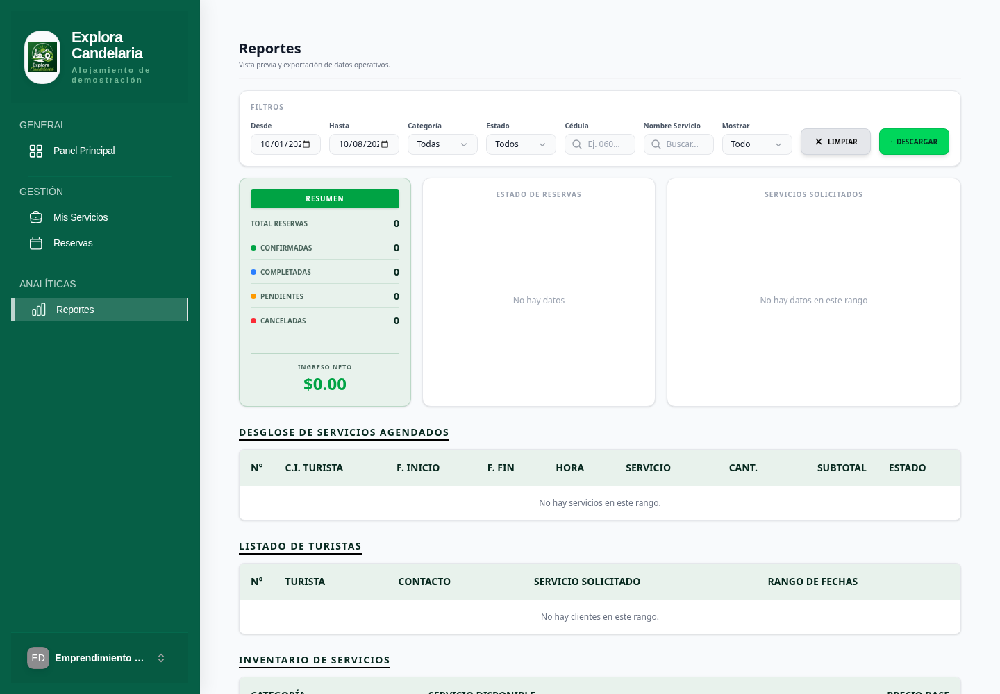 Explora
Candelaria
Explora
Candelaria
Alojamiento de
demostración
GENERAL
Panel Principal
GESTIÓN
Mis Servicios
Reservas
ANALÍTICAS
Reportes
ED Emprendimiento ...
Reportes
Vista previa y exportación de datos operativos.
FILTROS
Desde Hasta Categoría Estado Cédula Nombre Servicio Mostrar
10/01/202 10/08/202 Todas Todos Ej. 060... Buscar... Todo LIMPIAR DESCARGAR
RESUMEN
TOTAL RESERVAS 0
CONFIRMADAS 0
COMPLETADAS 0
PENDIENTES 0
CANCELADAS 0
INGRESO NETO
$0.00
ESTADO DE RESERVAS
No hay datos
SERVICIOS SOLICITADOS
No hay datos en este rango
DESGLOSE DE SERVICIOS AGENDADOS
N° C.I. TURISTA F. INICIO F. FIN HORA SERVICIO CANT. SUBTOTAL ESTADO
No hay servicios en este rango.
LISTADO DE TURISTAS
N° TURISTA CONTACTO SERVICIO SOLICITADO RANGO DE FECHAS
No hay clientes en este rango.
INVENTARIO DE SERVICIOS
CATEGORÍA SERVICIO DISPONIBLE PRECIO BASE